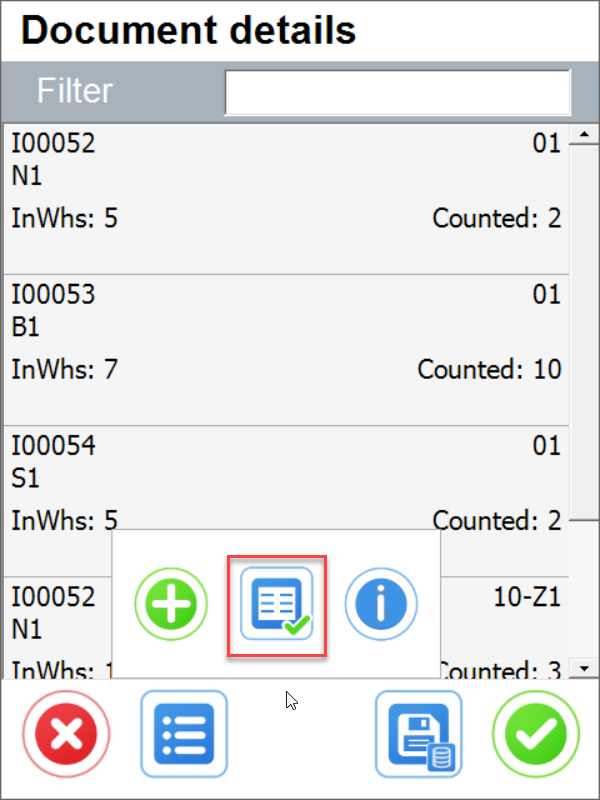 Document details
Filter
I00052 01
N1
InWhs: 5 Counted: 2
I00053 01
B1
InWhs: 7 Counted: 10
I00054 01
S1
InWhs: 5 Counted: 2
I00052 10-Z1
N1
InWhs: Counted: 3